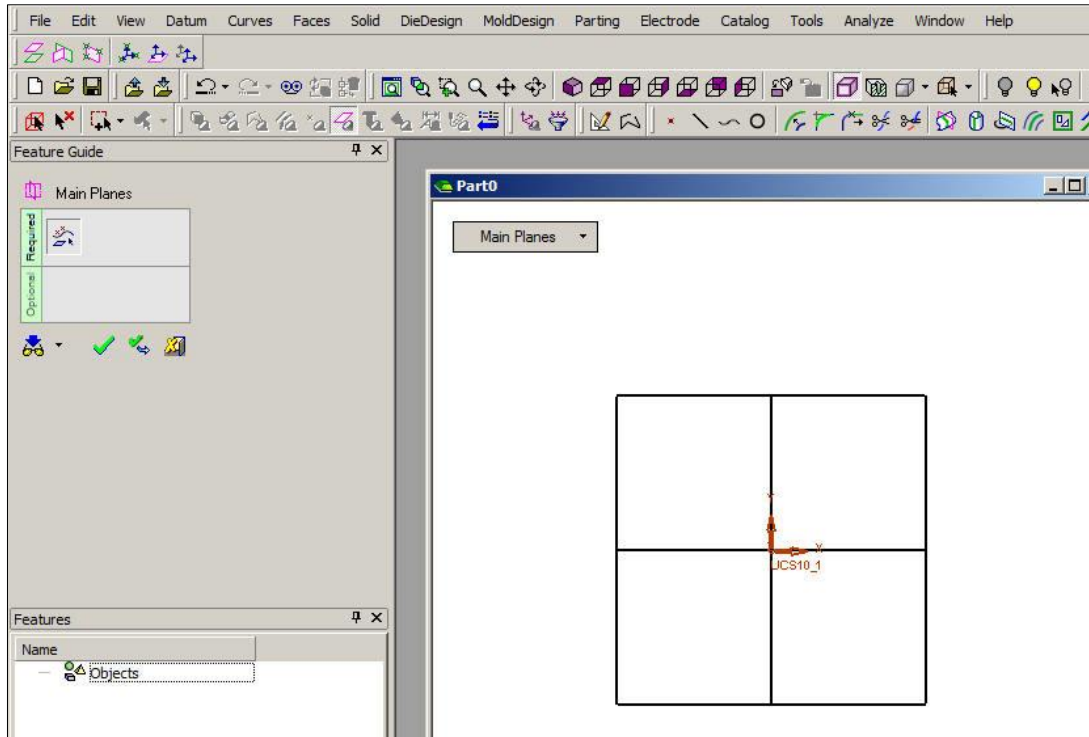 File Edit View Datum Curves Faces Solid DieDesign MoldDesign Parting Electrode Catalog Tools Analyze Window Help
Feature Guide
Main Planes
Required
Optional
Part0
Main Planes
Y
X
UCS10_1
Features
Name
Objects